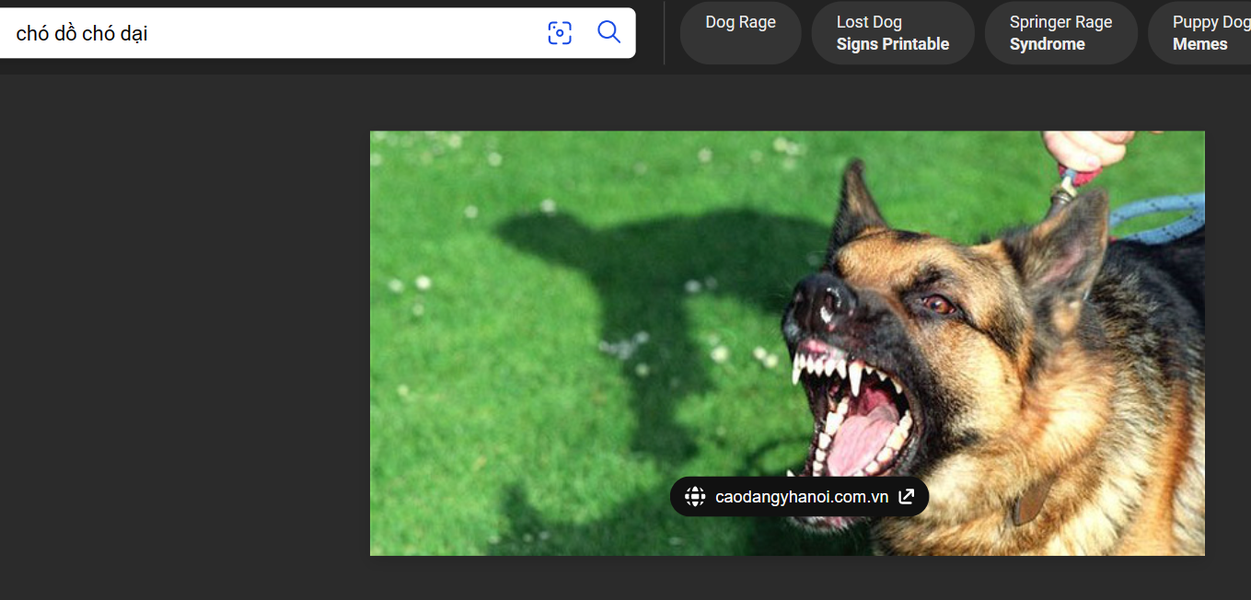 chó dồ chó dại
Dog Rage
Lost Dog
Signs Printable
Springer Rage
Syndrome
Puppy Dog
Memes
caodangyhanoi.com.vn